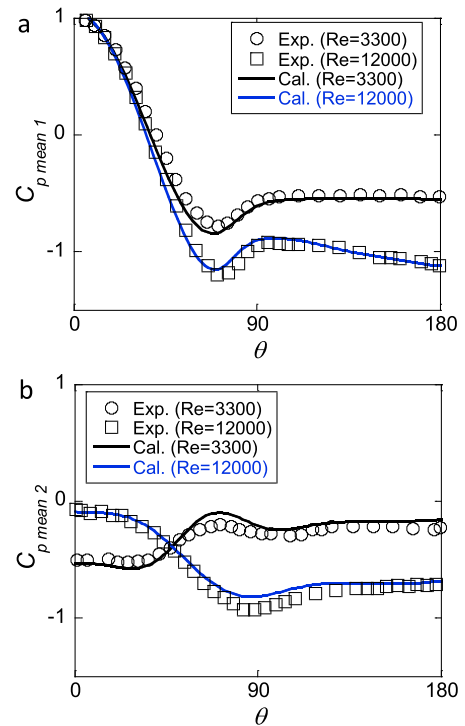 a
1
Exp. (Re=3300)
Exp. (Re=12000)
Cal. (Re=3300)
Cal. (Re=12000)
0
C p mean 1
-1
0 90 180
θ
b
1
Exp. (Re=3300)
Exp. (Re=12000)
Cal. (Re=3300)
Cal. (Re=12000)
0
C p mean 2
-1
0 90 180
θ